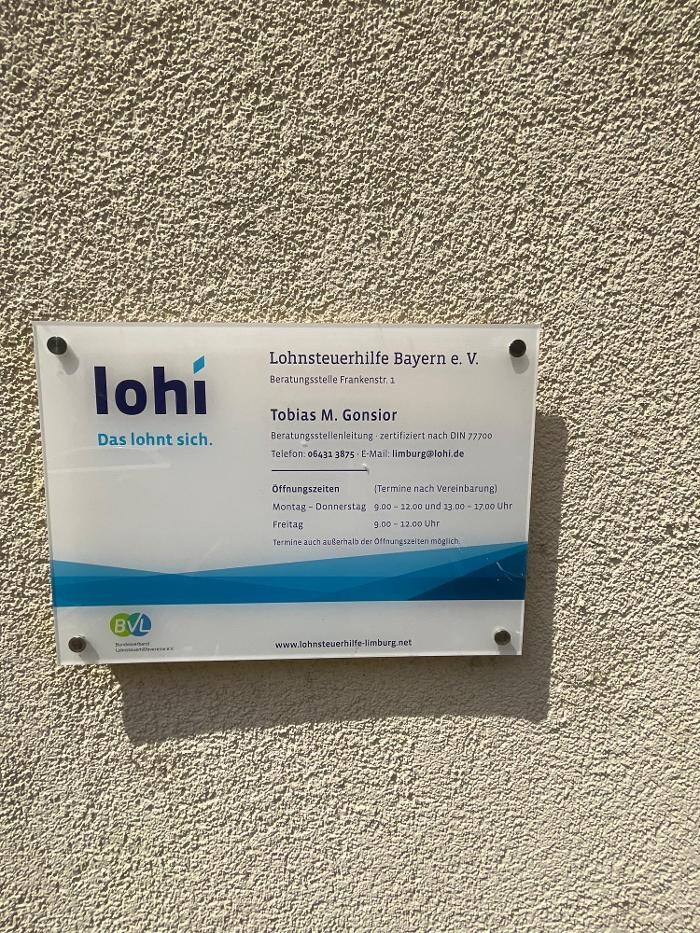 lohi
Das lohnt sich.
Lohnsteuerhilfe Bayern e. V.
Beratungsstelle Frankenstr. 1
Tobias M. Gonsior
Beratungsstellenleitung · zertifiziert nach DIN 77700
Telefon: 06431 3875 · E-Mail: limburg@lohi.de
Öffnungszeiten (Termine nach Vereinbarung)
Montag – Donnerstag 9.00 – 12.00 und 13.00 – 17.00 Uhr
Freitag 9.00 – 12.00 Uhr
Termine auch außerhalb der Öffnungszeiten möglich.
BVL
Bundesverband
Lohnsteuerhilfevereine e.V.
www.lohnsteuerhilfe-limburg.net